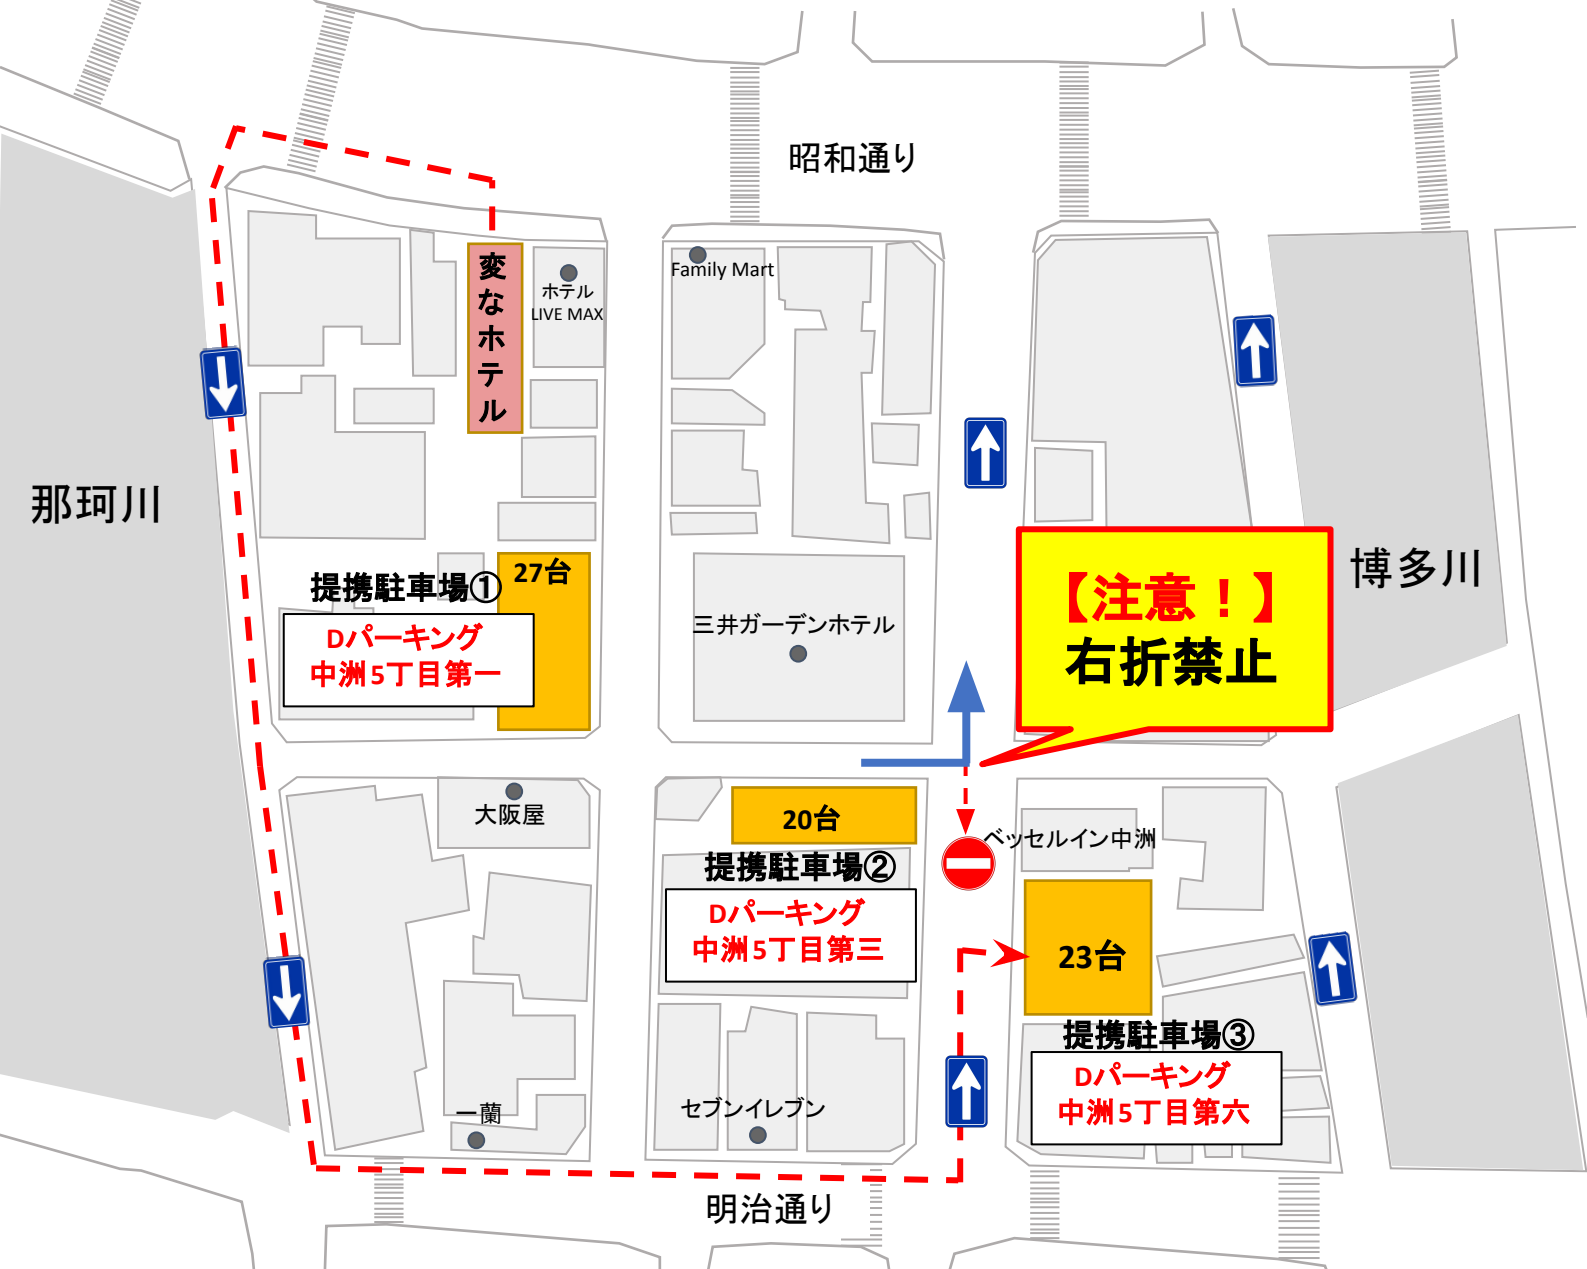 昭和通り
変なホテル
ホテル
LIVE MAX
Family Mart
那珂川
博多川
【注意！】
右折禁止
27台
提携駐車場①
Dパーキング
中洲5丁目第一
三井ガーデンホテル
大阪屋
20台
提携駐車場②
Dパーキング
中洲5丁目第三
ベッセルイン中洲
23台
提携駐車場③
Dパーキング
中洲5丁目第六
一蘭
セブンイレブン
明治通り